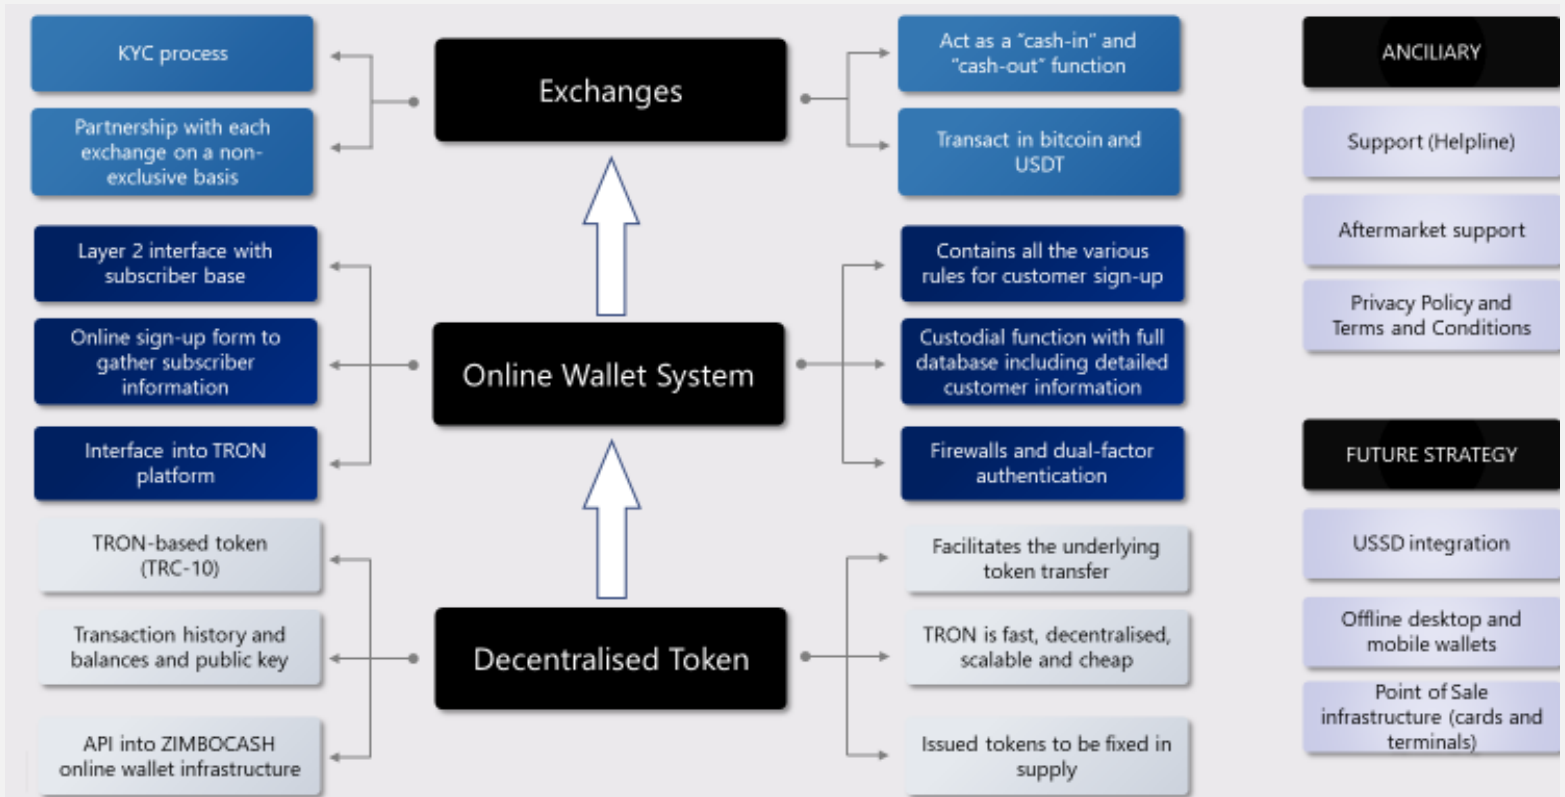 KYC process
Partnership with each
exchange on a non-
exclusive basis
Exchanges
Act as a “cash-in” and
“cash-out” function
Transact in bitcoin and
USDT
Layer 2 interface with
subscriber base
Online sign-up form to
gather subscriber
information
Interface into TRON
platform
Online Wallet System
Contains all the various
rules for customer sign-up
Custodial function with full
database including detailed
customer information
Firewalls and dual-factor
authentication
TRON-based token
(TRC-10)
Transaction history and
balances and public key
API into ZIMBOCASH
online wallet infrastructure
Decentralised Token
Facilitates the underlying
token transfer
TRON is fast, decentralised,
scalable and cheap
Issued tokens to be fixed in
supply
ANCILIARY
Support (Helpline)
Aftermarket support
Privacy Policy and
Terms and Conditions
FUTURE STRATEGY
USSD integration
Offline desktop and
mobile wallets
Point of Sale
infrastructure (cards and
terminals)